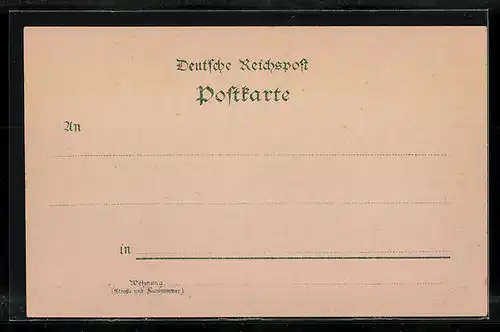 Deutsche Reichspost
Postkarte
An
in
Wohnung
(Straße und Hausnummer)